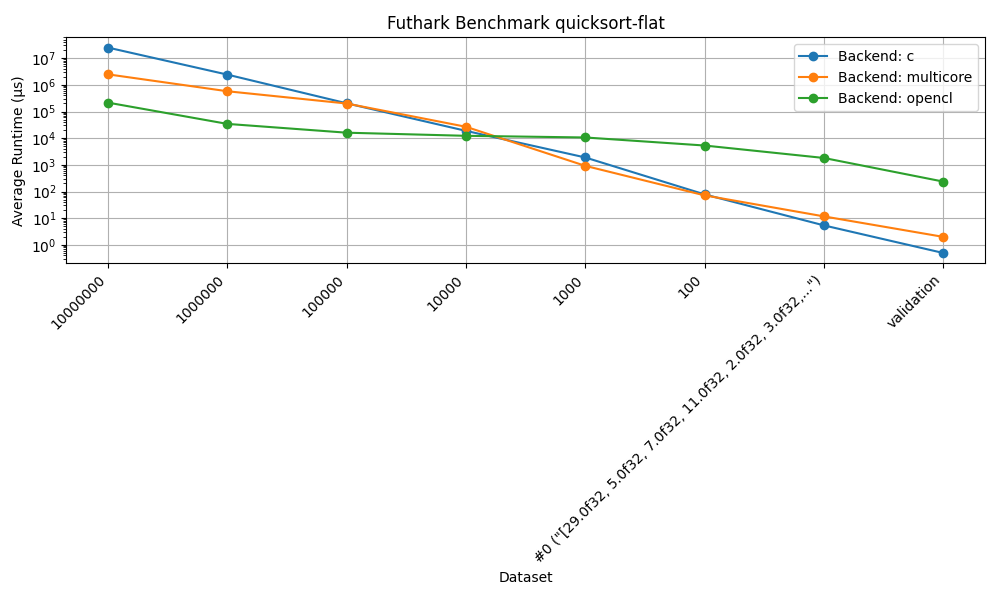 Futhark Benchmark quicksort-flat
Backend: c
Backend: multicore
Backend: opencl
Average Runtime (µs)
10⁷
10⁶
10⁵
10⁴
10³
10²
10¹
10⁰
10000000
1000000
100000
10000
1000
100
#0 ("[29.0f32, 5.0f32, 7.0f32, 11.0f32, 2.0f32, 3.0f32,...")
validation
Dataset